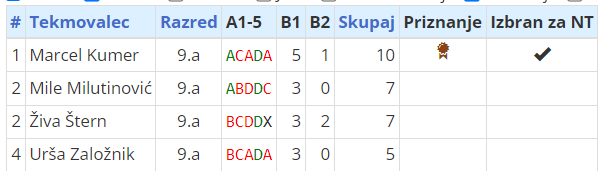 # Tekmovalec Razred A1-5 B1 B2 Skupaj Priznanje Izbran za NT
1 Marcel Kumer 9.a ACADA 5 1 10
2 Mile Milutinović 9.a ABDDC 3 0 7
2 Živa Štern 9.a BCDDX 3 2 7
4 Urša Založnik 9.a BCADA 3 0 5